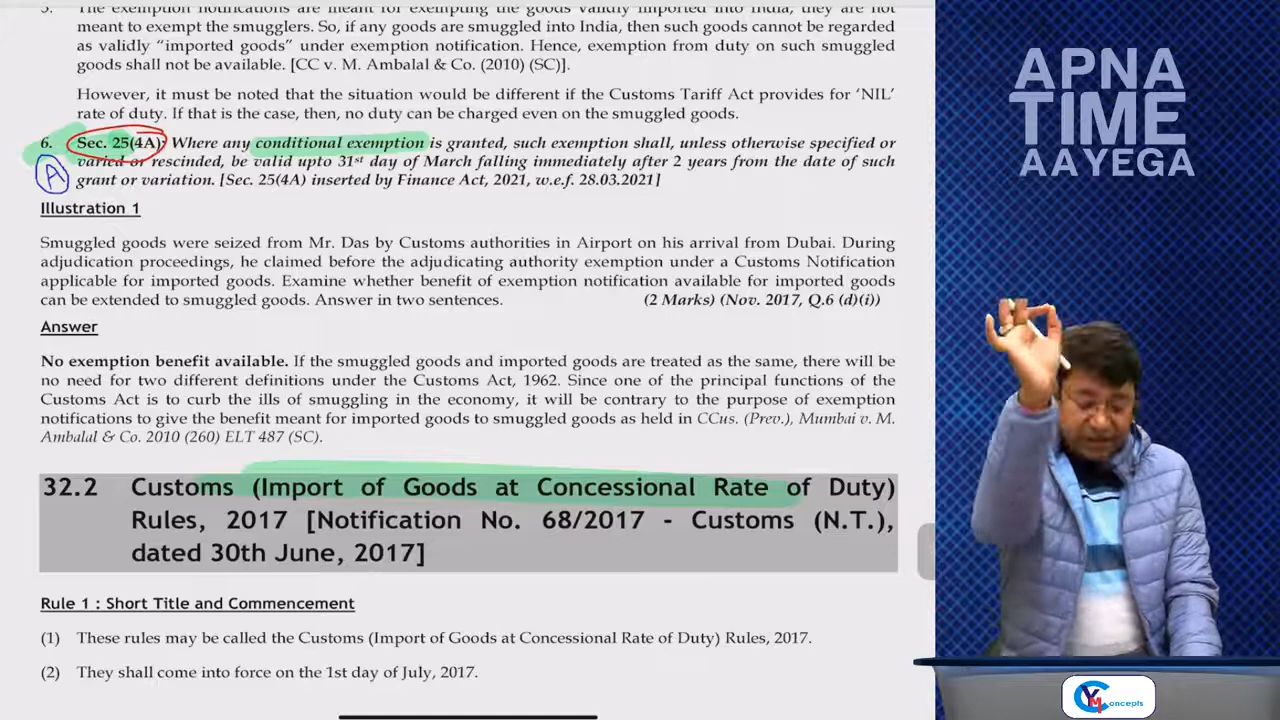 5. The exemption notifications are meant for exempting the goods validly imported into India, they are not
meant to exempt the smugglers. So, if any goods are smuggled into India, then such goods cannot be regarded
as validly “imported goods” under exemption notification. Hence, exemption from duty on such smuggled
goods shall not be available. [CC v. M. Ambalal & Co. (2010) (SC)].
However, it must be noted that the situation would be different if the Customs Tariff Act provides for ‘NIL’
rate of duty. If that is the case, then, no duty can be charged even on the smuggled goods.
6. Sec. 25(4A): Where any conditional exemption is granted, such exemption shall, unless otherwise specified or
varied or rescinded, be valid upto 31st day of March falling immediately after 2 years from the date of such
grant or variation. [Sec. 25(4A) inserted by Finance Act, 2021, w.e.f. 28.03.2021]
A
Illustration 1
Smuggled goods were seized from Mr. Das by Customs authorities in Airport on his arrival from Dubai. During
adjudication proceedings, he claimed before the adjudicating authority exemption under a Customs Notification
applicable for imported goods. Examine whether benefit of exemption notification available for imported goods
can be extended to smuggled goods. Answer in two sentences. (2 Marks) (Nov. 2017, Q.6 (d)(i))
Answer
No exemption benefit available. If the smuggled goods and imported goods are treated as the same, there will be
no need for two different definitions under the Customs Act, 1962. Since one of the principal functions of the
Customs Act is to curb the ills of smuggling in the economy, it will be contrary to the purpose of exemption
notifications to give the benefit meant for imported goods to smuggled goods as held in CCus. (Prev.), Mumbai v. M.
Ambalal & Co. 2010 (260) ELT 487 (SC).
32.2 Customs (Import of Goods at Concessional Rate of Duty)
Rules, 2017 [Notification No. 68/2017 - Customs (N.T.),
dated 30th June, 2017]
Rule 1 : Short Title and Commencement
(1) These rules may be called the Customs (Import of Goods at Concessional Rate of Duty) Rules, 2017.
(2) They shall come into force on the 1st day of July, 2017.
APNA
TIME
AAYEGA
YM Concepts